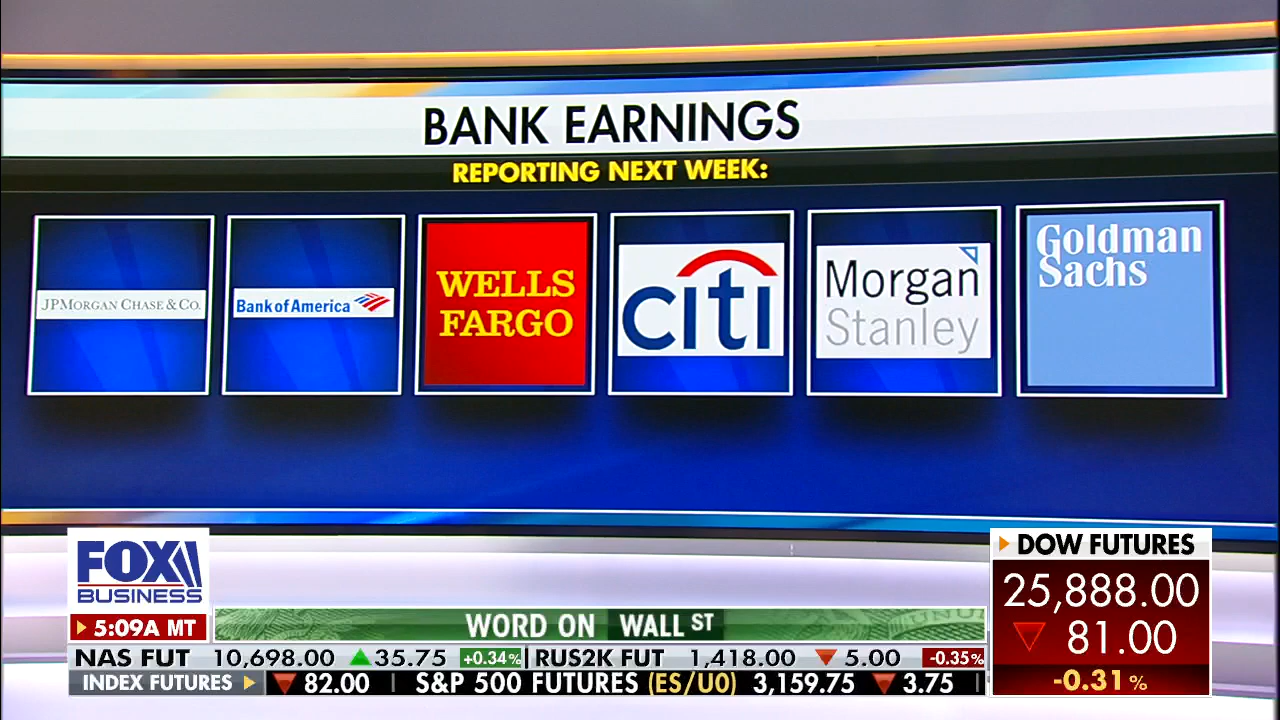 BANK EARNINGS
REPORTING NEXT WEEK:
JPMORGAN CHASE & CO.
Bank of America
WELLS
FARGO
citi
Morgan
Stanley
Goldman
Sachs
FOX
BUSINESS
5:09A MT
WORD ON WALL ST
NAS FUT 10,698.00 ▲35.75 +0.34% RUS2K FUT 1,418.00 ▼5.00 -0.35%
INDEX FUTURES ▼82.00 | S&P 500 FUTURES (ES/U0) 3,159.75 ▼3.75 |
DOW FUTURES
25,888.00
▽ 81.00
-0.31%